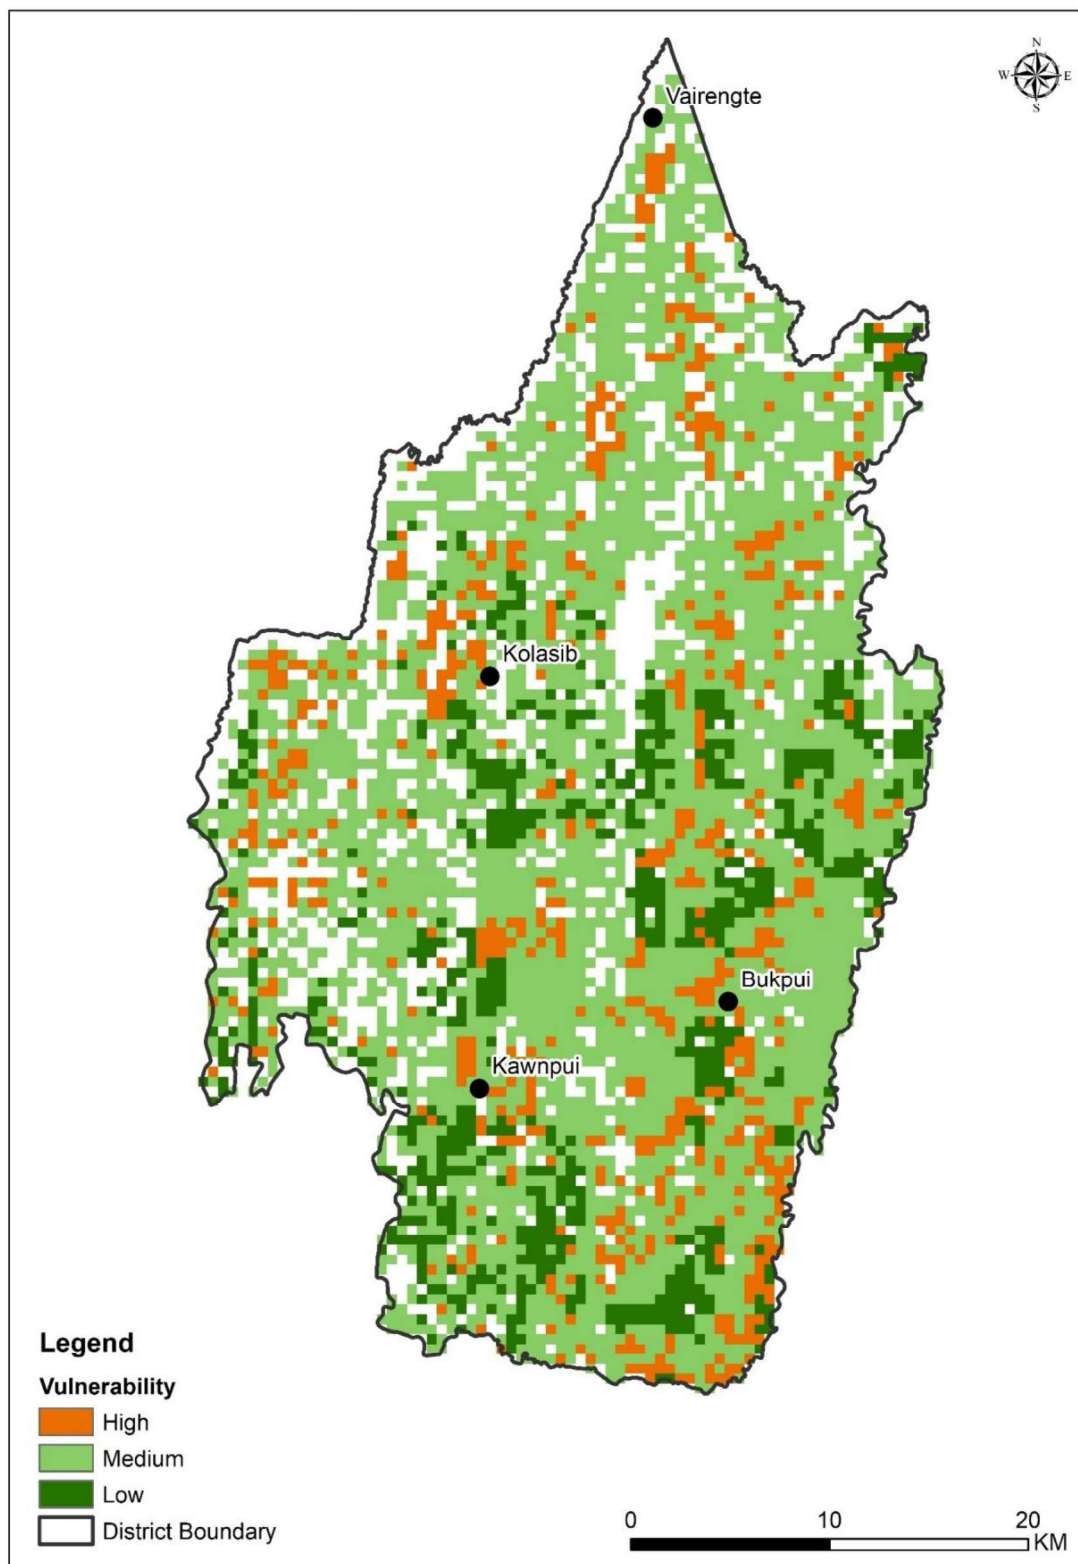 N
W E
S
Vairengte
Kolasib
Bukpui
Kawnpui
Legend
Vulnerability
High
Medium
Low
District Boundary
0 10 20
KM